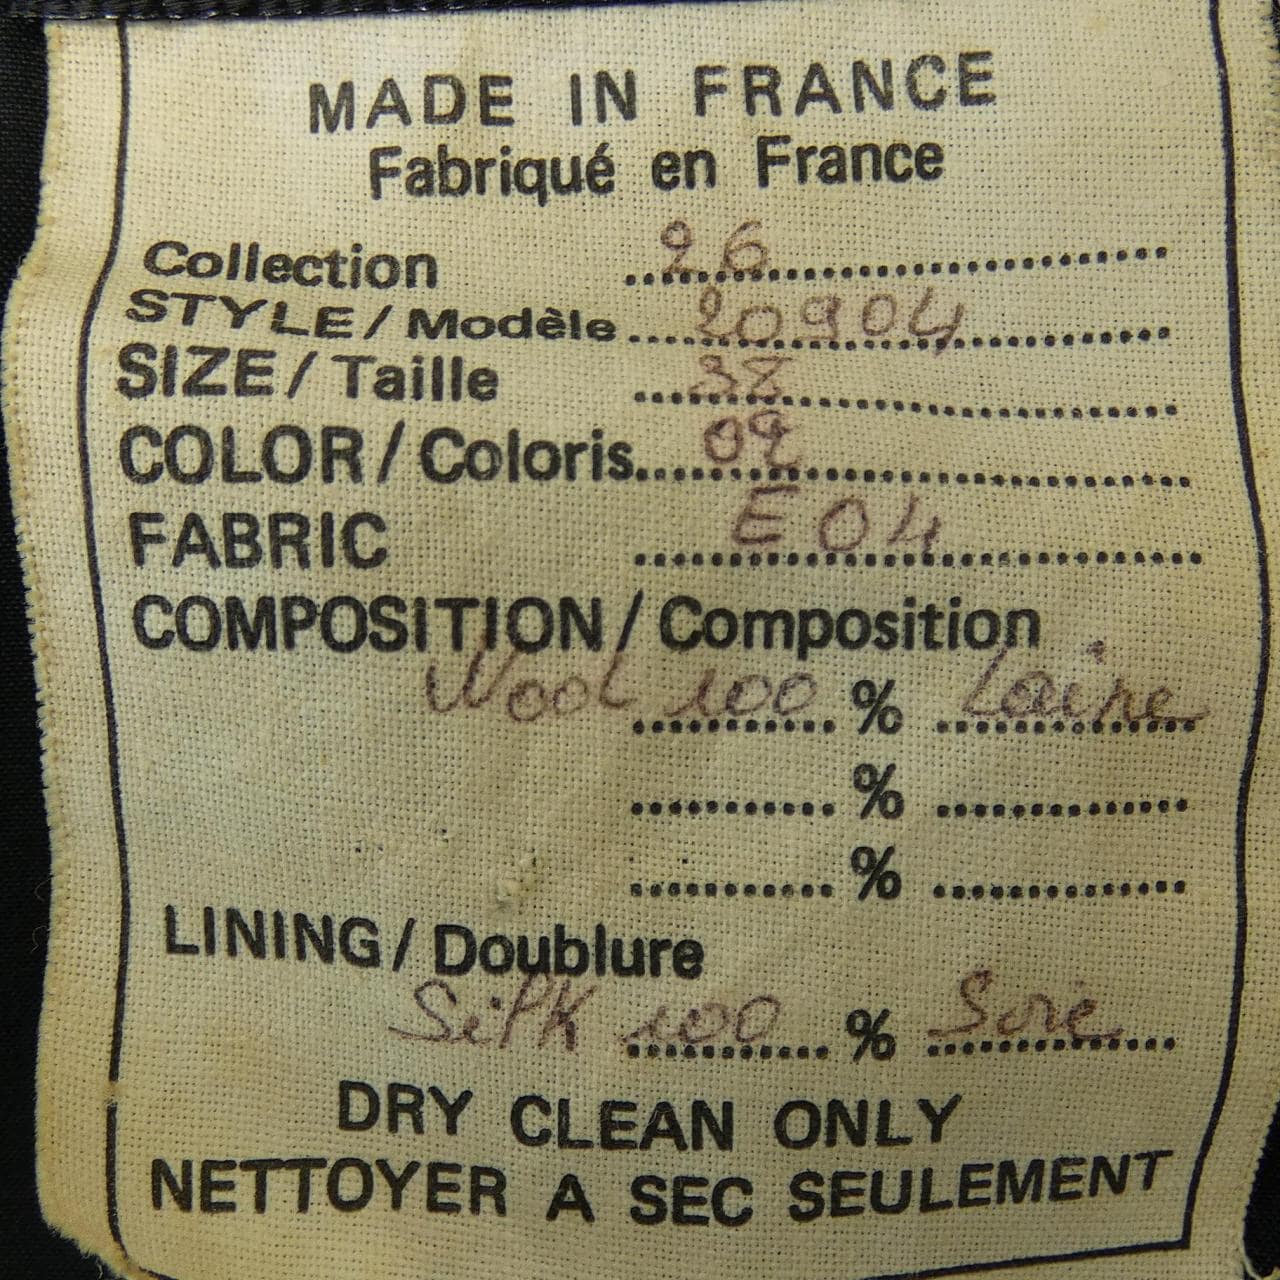 MADE IN FRANCE
Fabriqué en France
Collection 26
STYLE / Modèle 20904
SIZE / Taille 38
COLOR / Coloris 09
FABRIC E04
COMPOSITION / Composition
Wool 100 % Laine
%
%
LINING / Doublure
Silk 100 % Soie
DRY CLEAN ONLY
NETTOYER A SEC SEULEMENT